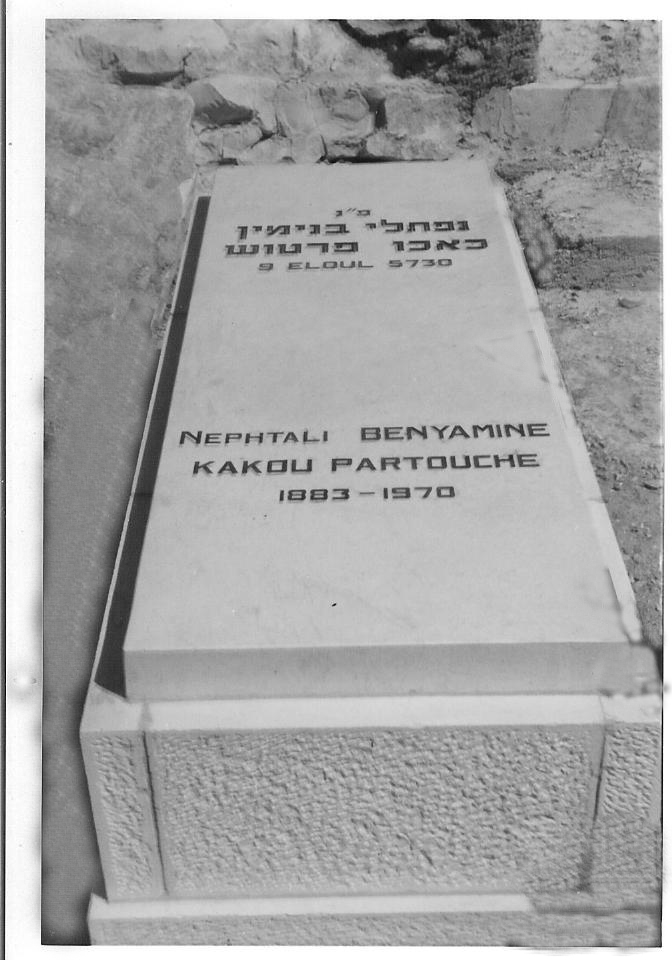 פ״נ
נפתלי בנימין
כאכו פרטוש
9 ELOUL 5730
NEPHTALI BENYAMINE
KAKOU PARTOUCHE
1883-1970